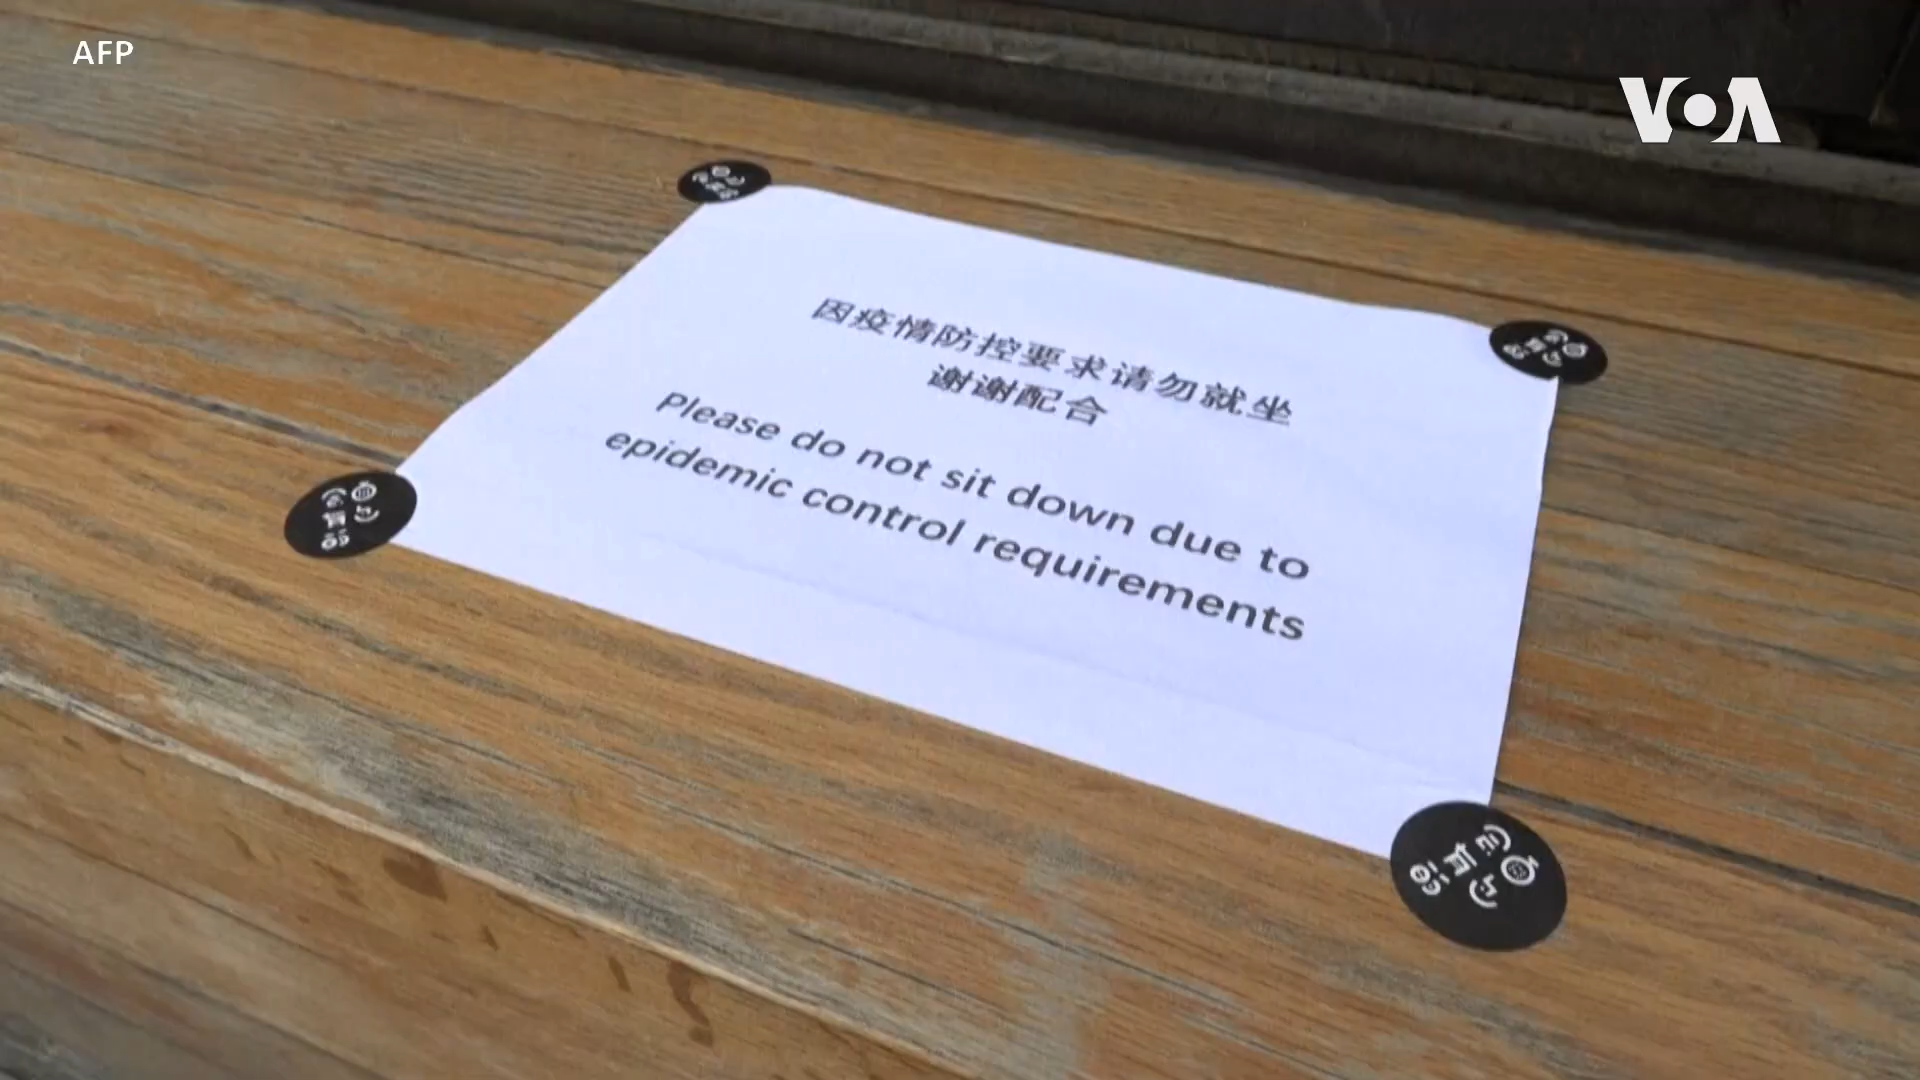 AFP
VOA
因疫情防控要求请勿就坐
谢谢配合
Please do not sit down due to
epidemic control requirements